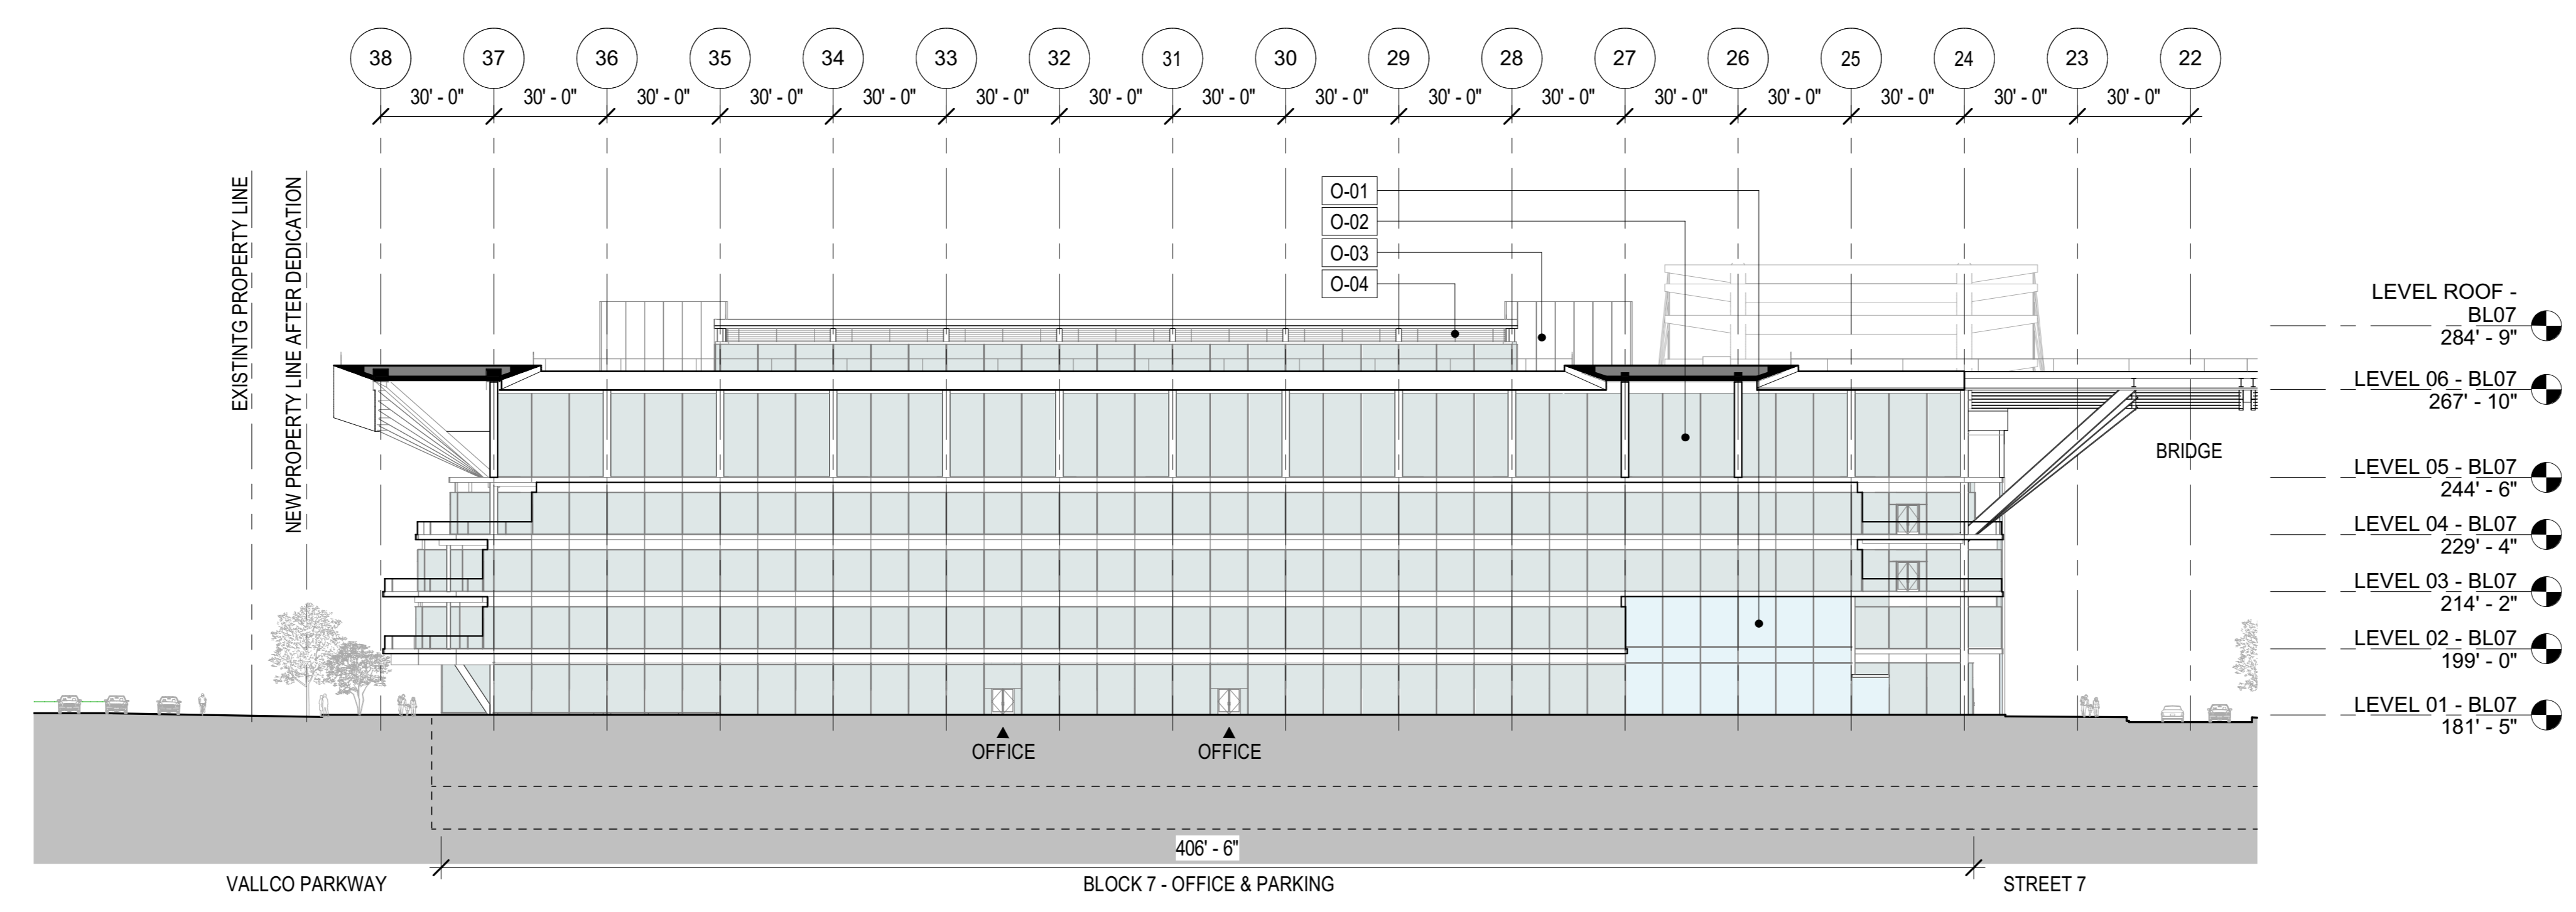 38 37 36 35 34 33 32 31 30 29 28 27 26 25 24 23 22
30' - 0" 30' - 0" 30' - 0" 30' - 0" 30' - 0" 30' - 0" 30' - 0" 30' - 0" 30' - 0" 30' - 0" 30' - 0" 30' - 0" 30' - 0" 30' - 0" 30' - 0" 30' - 0"
EXISTINTG PROPERTY LINE
NEW PROPERTY LINE AFTER DEDICATION
O-01
O-02
O-03
O-04
LEVEL ROOF -
BL07
284' - 9"
LEVEL 06 - BL07
267' - 10"
BRIDGE
LEVEL 05 - BL07
244' - 6"
LEVEL 04 - BL07
229' - 4"
LEVEL 03 - BL07
214' - 2"
LEVEL 02 - BL07
199' - 0"
LEVEL 01 - BL07
181' - 5"
OFFICE OFFICE
406' - 6"
VALLCO PARKWAY BLOCK 7 - OFFICE & PARKING STREET 7